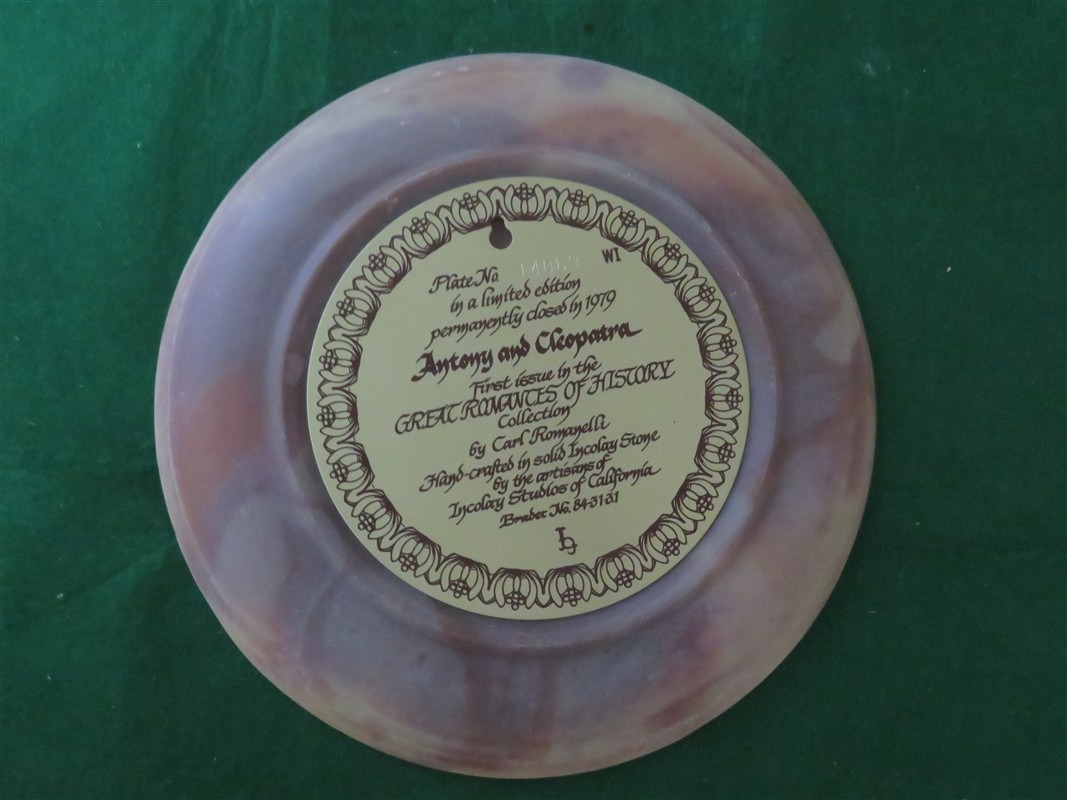 Plate No. WI
in a limited edition
permanently closed in 1979
Antony and Cleopatra
First issue in the
GREAT ROMANCES OF HISTORY
Collection
by Carl Romanelli
Hand-crafted in solid Incolay Stone
by the artisans of
Incolay Studios of California
Bradex No. 84-31-3.1